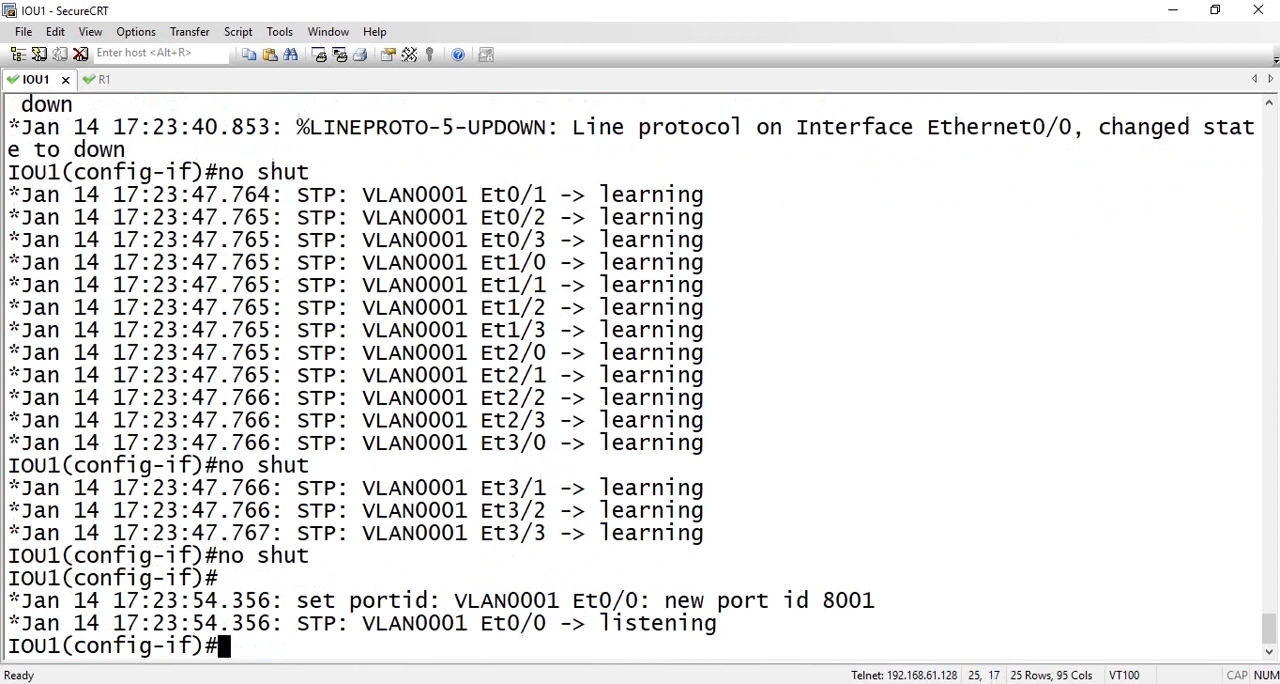 IOU1 - SecureCRT
File Edit View Options Transfer Script Tools Window Help
Enter host <Alt+R>
IOU1 R1
down
*Jan 14 17:23:40.853: %LINEPROTO-5-UPDOWN: Line protocol on Interface Ethernet0/0, changed stat
e to down
IOU1(config-if)#no shut
*Jan 14 17:23:47.764: STP: VLAN0001 Et0/1 -> learning
*Jan 14 17:23:47.765: STP: VLAN0001 Et0/2 -> learning
*Jan 14 17:23:47.765: STP: VLAN0001 Et0/3 -> learning
*Jan 14 17:23:47.765: STP: VLAN0001 Et1/0 -> learning
*Jan 14 17:23:47.765: STP: VLAN0001 Et1/1 -> learning
*Jan 14 17:23:47.765: STP: VLAN0001 Et1/2 -> learning
*Jan 14 17:23:47.765: STP: VLAN0001 Et1/3 -> learning
*Jan 14 17:23:47.765: STP: VLAN0001 Et2/0 -> learning
*Jan 14 17:23:47.765: STP: VLAN0001 Et2/1 -> learning
*Jan 14 17:23:47.766: STP: VLAN0001 Et2/2 -> learning
*Jan 14 17:23:47.766: STP: VLAN0001 Et2/3 -> learning
*Jan 14 17:23:47.766: STP: VLAN0001 Et3/0 -> learning
IOU1(config-if)#no shut
*Jan 14 17:23:47.766: STP: VLAN0001 Et3/1 -> learning
*Jan 14 17:23:47.766: STP: VLAN0001 Et3/2 -> learning
*Jan 14 17:23:47.767: STP: VLAN0001 Et3/3 -> learning
IOU1(config-if)#no shut
IOU1(config-if)#
*Jan 14 17:23:54.356: set portid: VLAN0001 Et0/0: new port id 8001
*Jan 14 17:23:54.356: STP: VLAN0001 Et0/0 -> listening
IOU1(config-if)#
Ready Telnet: 192.168.61.128 25, 17 25 Rows, 95 Cols VT100 CAP NUM